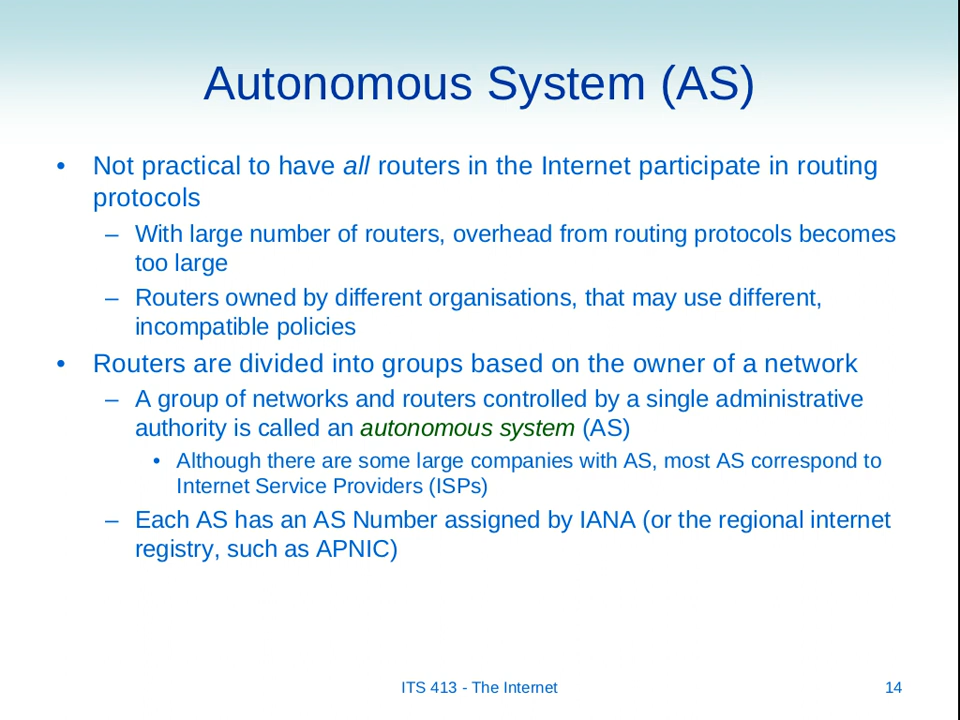 Autonomous System (AS)
• Not practical to have all routers in the Internet participate in routing
protocols
– With large number of routers, overhead from routing protocols becomes
too large
– Routers owned by different organisations, that may use different,
incompatible policies
• Routers are divided into groups based on the owner of a network
– A group of networks and routers controlled by a single administrative
authority is called an autonomous system (AS)
• Although there are some large companies with AS, most AS correspond to
Internet Service Providers (ISPs)
– Each AS has an AS Number assigned by IANA (or the regional internet
registry, such as APNIC)
ITS 413 - The Internet
14